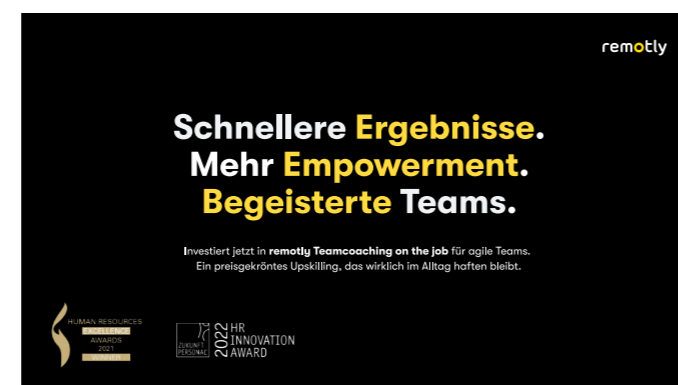 remotly
Schnellere Ergebnisse.
Mehr Empowerment.
Begeisterte Teams.
Investiert jetzt in remotly Teamcoaching on the job für agile Teams.
Ein preisgekröntes Upskilling, das wirklich im Alltag haften bleibt.
HUMAN RESOURCES
EXCELLENCE
AWARDS
2021
WINNER
ZUKUNFT
PERSONAL
2022
HR
INNOVATION
AWARD